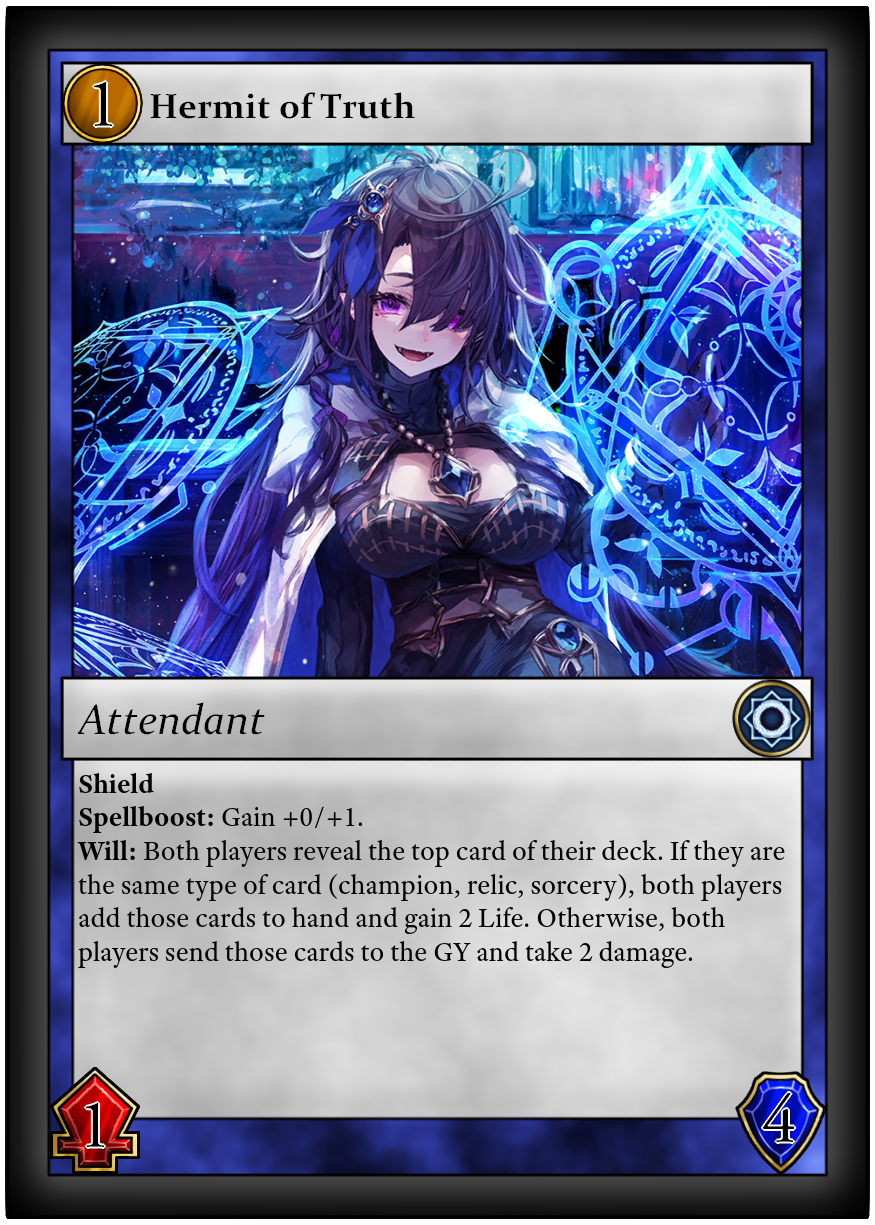 1 Hermit of Truth
Attendant
Shield
Spellboost: Gain +0/+1.
Will: Both players reveal the top card of their deck. If they are
the same type of card (champion, relic, sorcery), both players
add those cards to hand and gain 2 Life. Otherwise, both
players send those cards to the GY and take 2 damage.
1
4